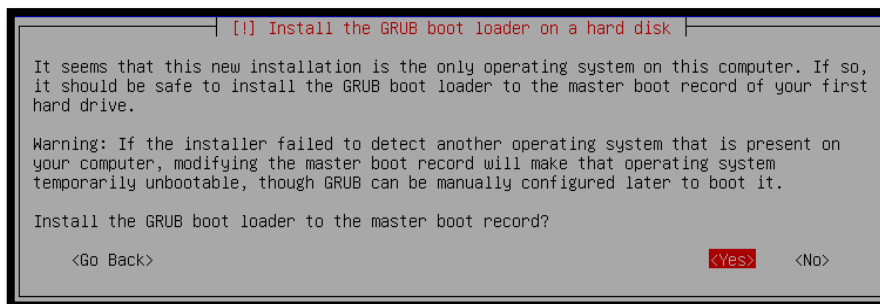 [!] Install the GRUB boot loader on a hard disk
It seems that this new installation is the only operating system on this computer. If so,
it should be safe to install the GRUB boot loader to the master boot record of your first
hard drive.
Warning: If the installer failed to detect another operating system that is present on
your computer, modifying the master boot record will make that operating system
temporarily unbootable, though GRUB can be manually configured later to boot it.
Install the GRUB boot loader to the master boot record?
<Go Back> <Yes> <No>